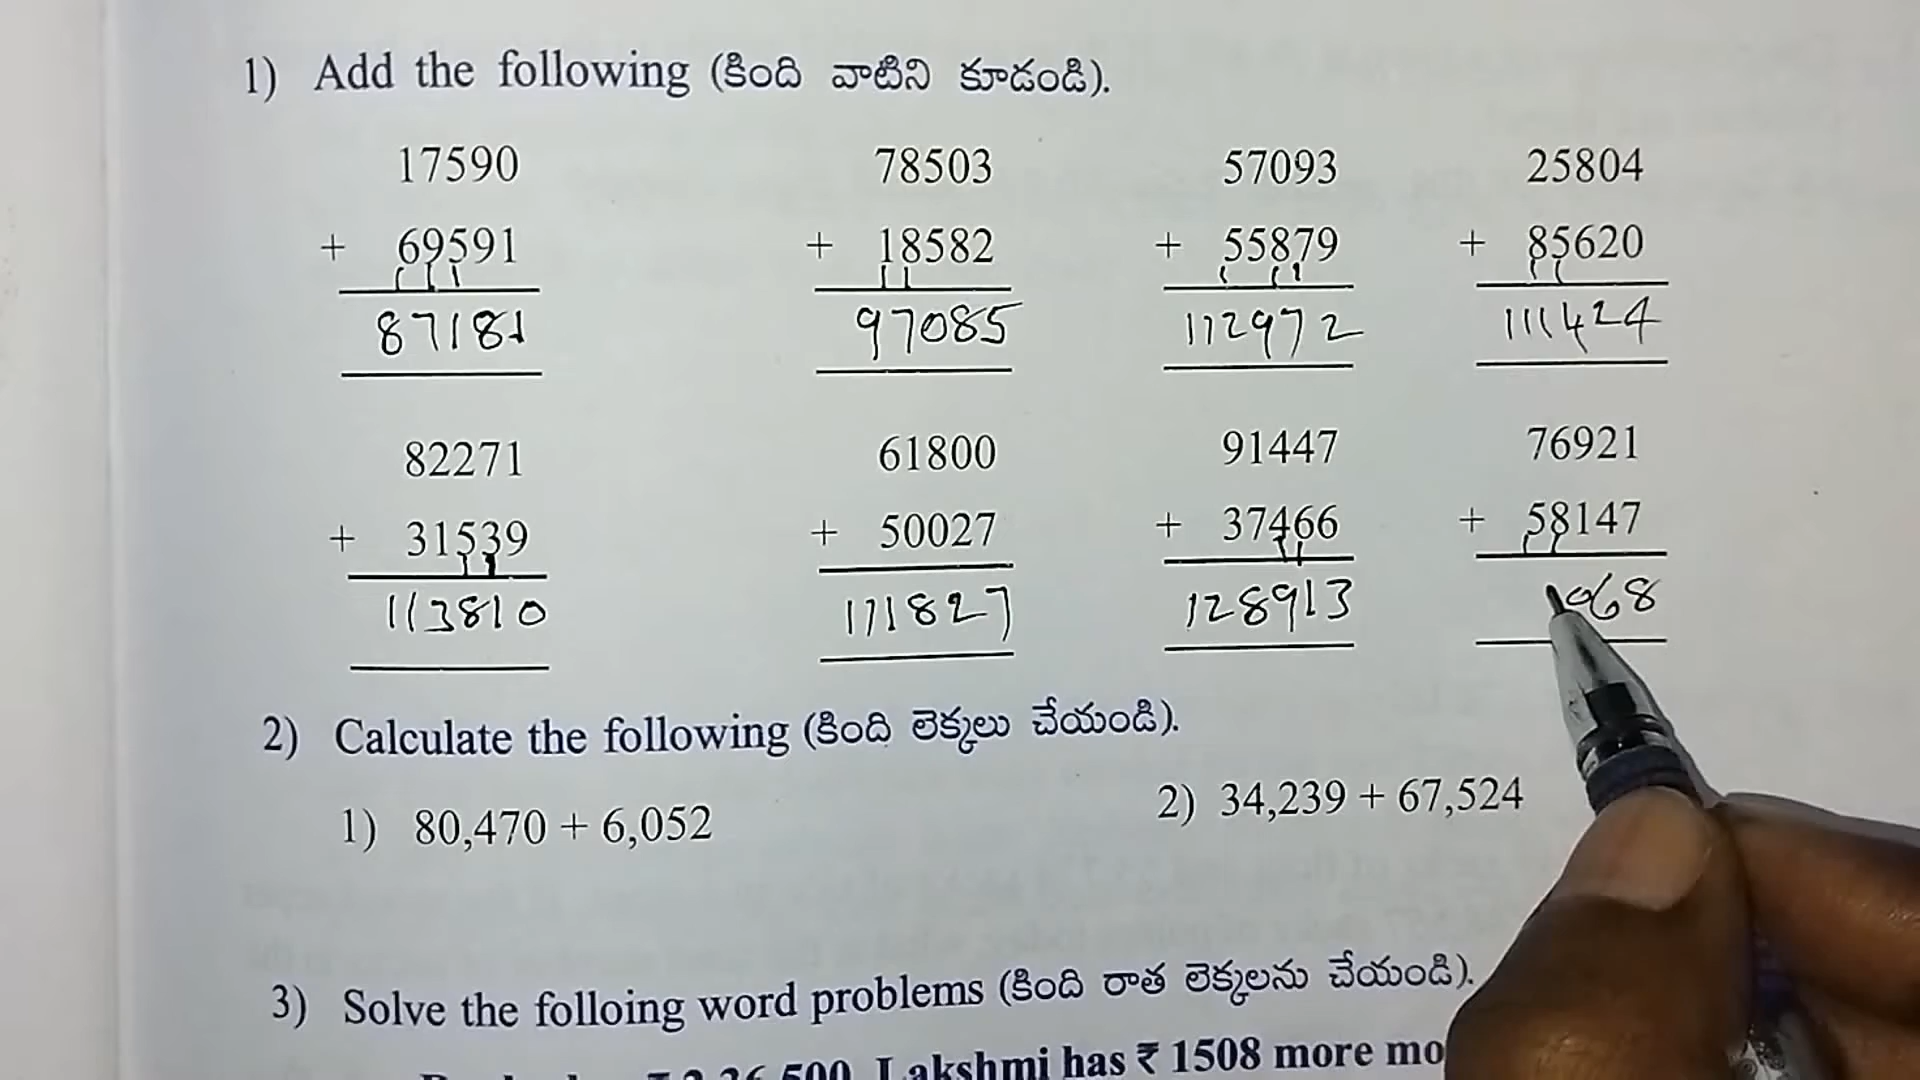 1) Add the following (కింది వాటిని కూడండి).
17590 78503 57093 25804
+ 69591 + 18582 + 55879 + 85620
87181 97085 112972 111424
82271 61800 91447 76921
+ 31539 + 50027 + 37466 + 58147
113810 111827 128913 068
2) Calculate the following (కింది లెక్కలు చేయండి).
1) 80,470 + 6,052 2) 34,239 + 67,524
3) Solve the folloing word problems (కింది రాత లెక్కలను చేయండి).
Lakshmi has ₹ 1508 more